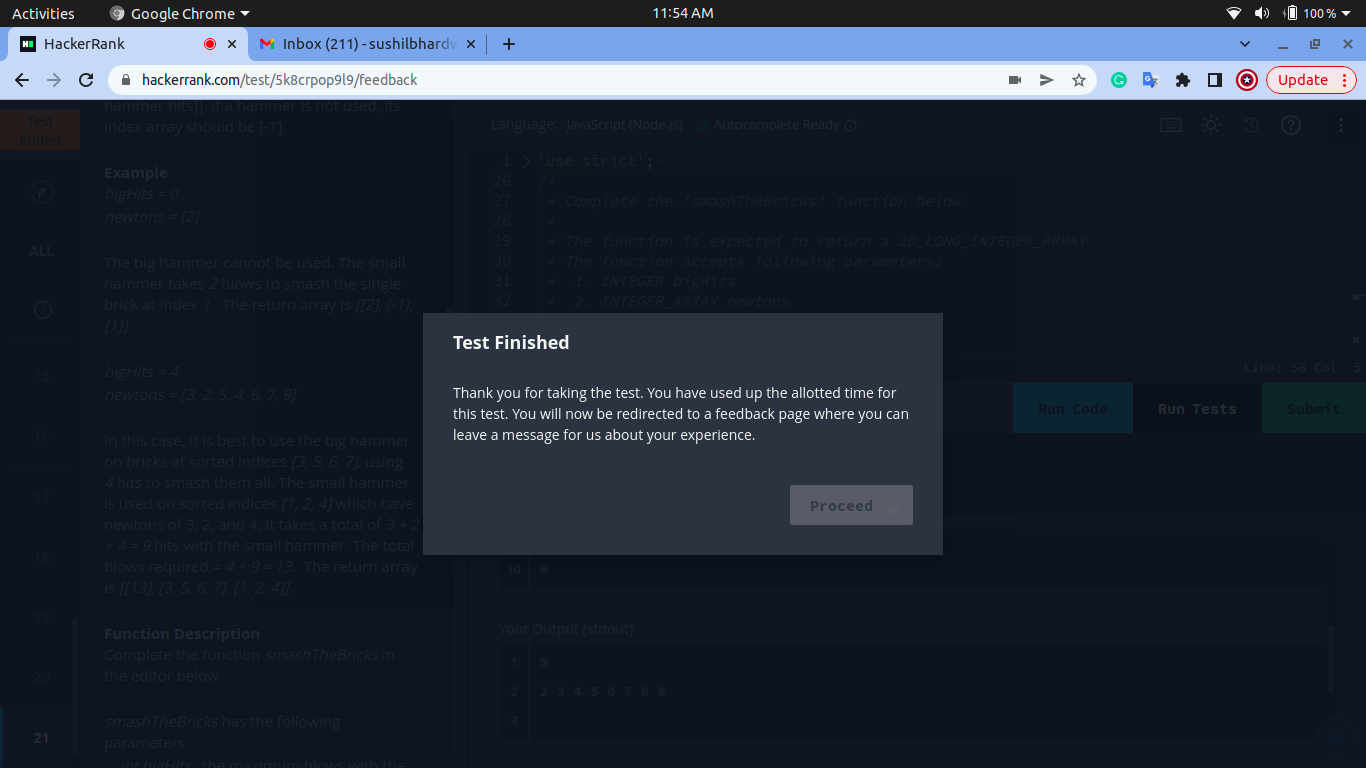 Activities
Google Chrome
11:54 AM
100 %
HackerRank
Inbox (211) - sushilbhardw
hackerrank.com/test/5k8crpop9l9/feedback
Update
Test
ended
ALL
15
16
17
18
19
20
21
hammer hits]]. If a hammer is not used, its
index array should be [-1].
Example
bigHits = 0
newtons = [2]
The big hammer cannot be used. The small
hammer takes 2 blows to smash the single
brick at index 1. The return array is [[2], [-1],
[1]].
bigHits = 4
newtons = [3, 2, 5, 4, 6, 7, 9]
In this case, it is best to use the big hammer
on bricks at sorted indices [3, 5, 6, 7], using
4 hits to smash them all. The small hammer
is used on sorted indices [1, 2, 4] which have
newtons of 3, 2, and 4. It takes a total of 3 + 2
+ 4 = 9 hits with the small hammer. The total
blows required = 4 + 9 = 13. The return array
is [[13], [3, 5, 6, 7], [1, 2, 4]].
Function Description
Complete the function smashTheBricks in
the editor below.
smashTheBricks has the following
parameters:
int bigHits: the maximum blows with the
Language: JavaScript (Node.js) Autocomplete Ready
1 'use strict';
26 /*
27 * Complete the 'smashTheBricks' function below.
28 *
29 * The function is expected to return a 2D_LONG_INTEGER_ARRAY.
30 * The function accepts following parameters:
31 * 1. INTEGER bigHits
32 * 2. INTEGER_ARRAY newtons
Line: 58 Col: 5
Run Code
Run Tests
Submit
Test Finished
Thank you for taking the test. You have used up the allotted time for
this test. You will now be redirected to a feedback page where you can
leave a message for us about your experience.
Proceed
10 6
Your Output (stdout)
1 9
2 2 3 4 5 6 7 8 9
3